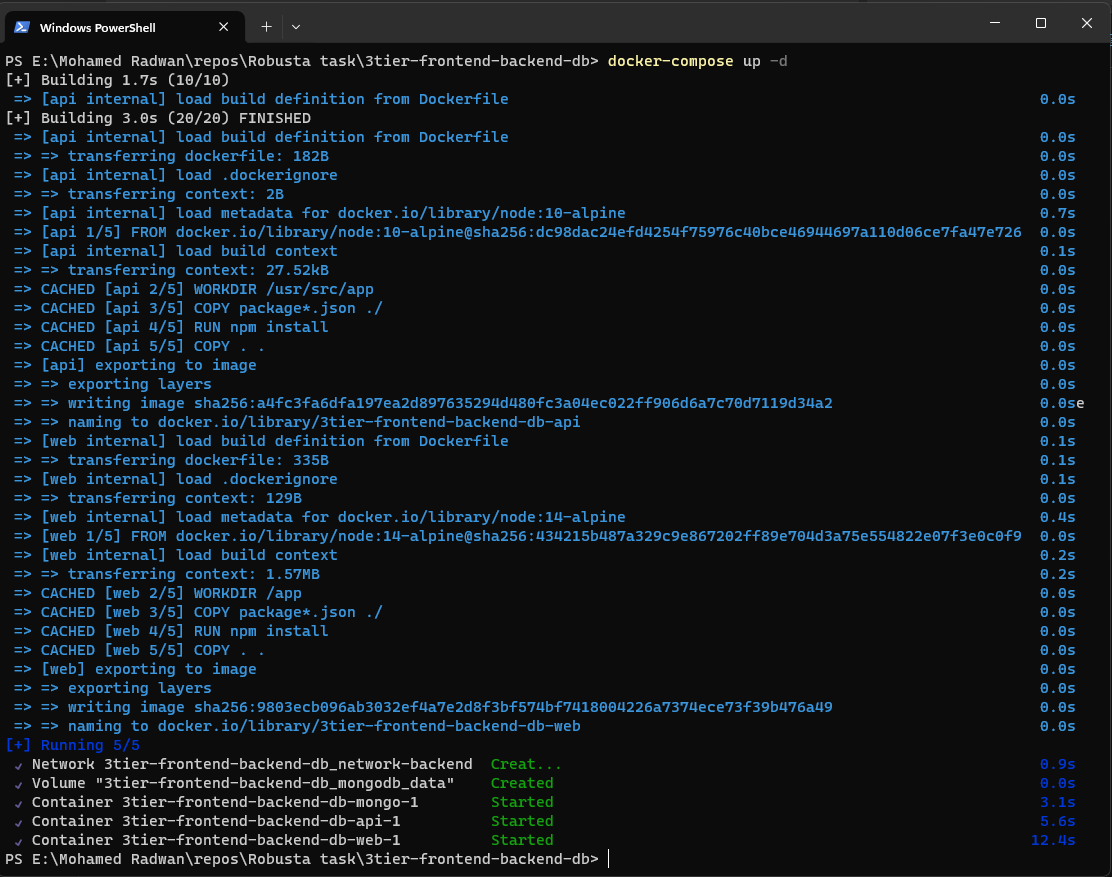 Windows PowerShell
PS E:\Mohamed Radwan\repos\Robusta task\3tier-frontend-backend-db> docker-compose up -d
[+] Building 1.7s (10/10)
=> [api internal] load build definition from Dockerfile 0.0s
[+] Building 3.0s (20/20) FINISHED
=> [api internal] load build definition from Dockerfile 0.0s
=> => transferring dockerfile: 182B 0.0s
=> [api internal] load .dockerignore 0.0s
=> => transferring context: 2B 0.0s
=> [api internal] load metadata for docker.io/library/node:10-alpine 0.7s
=> [api 1/5] FROM docker.io/library/node:10-alpine@sha256:dc98dac24efd4254f75976c40bce46944697a110d06ce7fa47e726 0.0s
=> [api internal] load build context 0.1s
=> => transferring context: 27.52kB 0.0s
=> CACHED [api 2/5] WORKDIR /usr/src/app 0.0s
=> CACHED [api 3/5] COPY package*.json ./ 0.0s
=> CACHED [api 4/5] RUN npm install 0.0s
=> CACHED [api 5/5] COPY . . 0.0s
=> [api] exporting to image 0.0s
=> => exporting layers 0.0s
=> => writing image sha256:a4fc3fa6dfa197ea2d897635294d480fc3a04ec022ff906d6a7c70d7119d34a2 0.0se
=> => naming to docker.io/library/3tier-frontend-backend-db-api 0.0s
=> [web internal] load build definition from Dockerfile 0.1s
=> => transferring dockerfile: 335B 0.1s
=> [web internal] load .dockerignore 0.1s
=> => transferring context: 129B 0.0s
=> [web internal] load metadata for docker.io/library/node:14-alpine 0.4s
=> [web 1/5] FROM docker.io/library/node:14-alpine@sha256:434215b487a329c9e867202ff89e704d3a75e554822e07f3e0c0f9 0.0s
=> [web internal] load build context 0.2s
=> => transferring context: 1.57MB 0.2s
=> CACHED [web 2/5] WORKDIR /app 0.0s
=> CACHED [web 3/5] COPY package*.json ./ 0.0s
=> CACHED [web 4/5] RUN npm install 0.0s
=> CACHED [web 5/5] COPY . . 0.0s
=> [web] exporting to image 0.0s
=> => exporting layers 0.0s
=> => writing image sha256:9803ecb096ab3032ef4a7e2d8f3bf574bf7418004226a7374ece73f39b476a49 0.0s
=> => naming to docker.io/library/3tier-frontend-backend-db-web 0.0s
[+] Running 5/5
✓ Network 3tier-frontend-backend-db_network-backend Creat... 0.9s
✓ Volume "3tier-frontend-backend-db_mongodb_data" Created 0.0s
✓ Container 3tier-frontend-backend-db-mongo-1 Started 3.1s
✓ Container 3tier-frontend-backend-db-api-1 Started 5.6s
✓ Container 3tier-frontend-backend-db-web-1 Started 12.4s
PS E:\Mohamed Radwan\repos\Robusta task\3tier-frontend-backend-db>